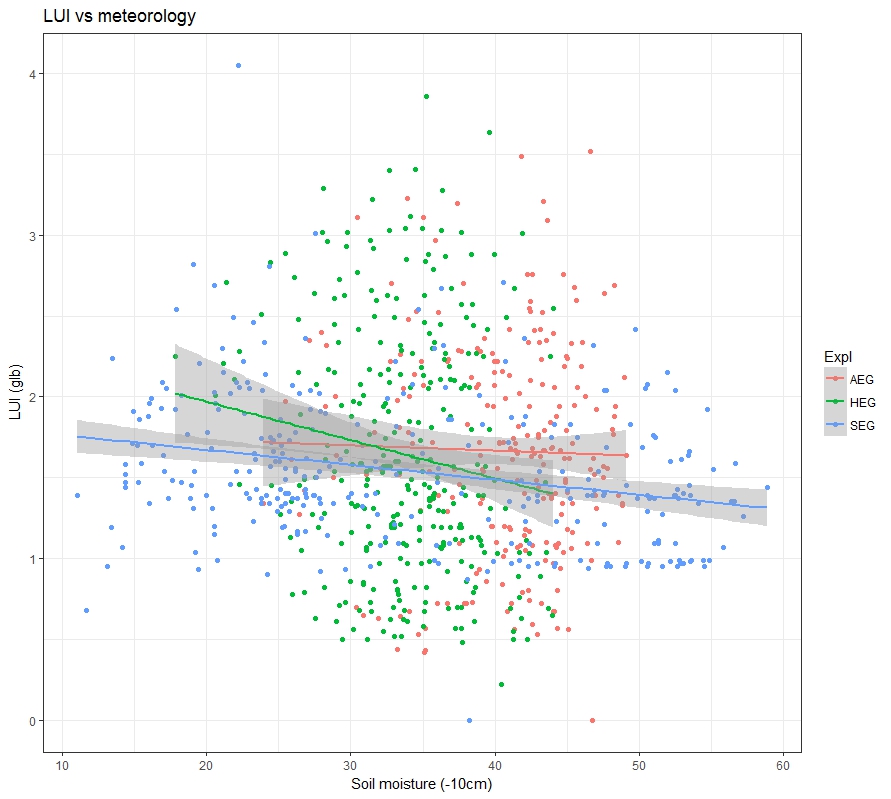 LUI vs meteorology
4
3
2
1
0
LUI (glb)
10 20 30 40 50 60
Soil moisture (-10cm)
Expl
AEG
HEG
SEG